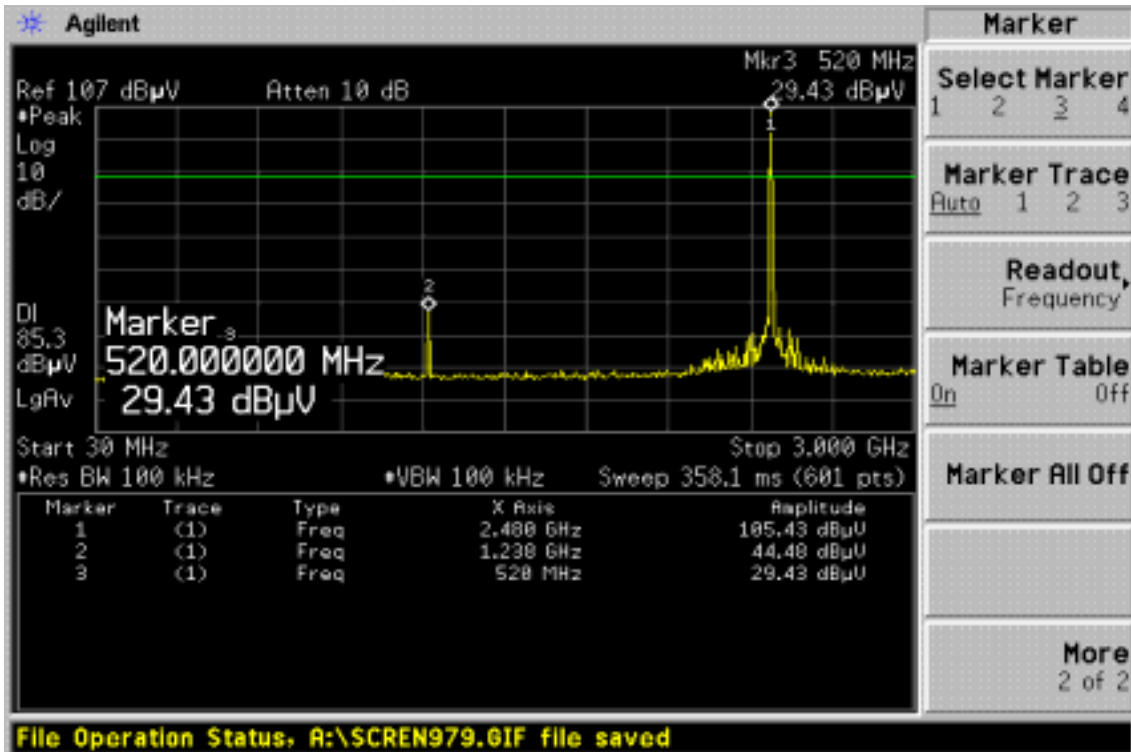 Agilent
Marker
Mkr3 520 MHz
Ref 107 dBµV Atten 10 dB 29.43 dBµV
•Peak
Log
10
dB/
1
2
DI
85.3
dBµV
LgAv
Marker
3
520.000000 MHz
29.43 dBµV
Start 30 MHz Stop 3.000 GHz
•Res BW 100 kHz •VBW 100 kHz Sweep 358.1 ms (601 pts)
Marker Trace Type X Axis Amplitude
1 (1) Freq 2.480 GHz 105.43 dBµV
2 (1) Freq 1.238 GHz 44.48 dBµV
3 (1) Freq 520 MHz 29.43 dBµV
Select Marker
1 2 3 4
Marker Trace
Auto 1 2 3
Readout
Frequency
Marker Table
On Off
Marker All Off
More
2 of 2
File Operation Status, A:\SCREN979.GIF file saved